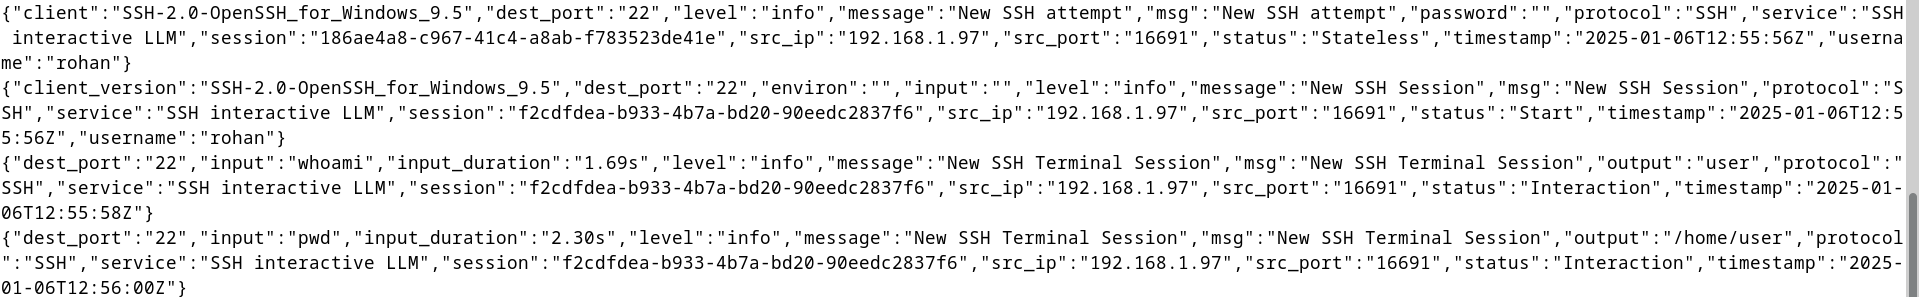 {"client":"SSH-2.0-OpenSSH_for_Windows_9.5","dest_port":"22","level":"info","message":"New SSH attempt","msg":"New SSH attempt","password":"","protocol":"SSH","service":"SSH
 interactive LLM","session":"186ae4a8-c967-41c4-a8ab-f783523de41e","src_ip":"192.168.1.97","src_port":"16691","status":"Stateless","timestamp":"2025-01-06T12:55:56Z","userna
me":"rohan"}
{"client_version":"SSH-2.0-OpenSSH_for_Windows_9.5","dest_port":"22","environ":"","input":"","level":"info","message":"New SSH Session","msg":"New SSH Session","protocol":"S
SH","service":"SSH interactive LLM","session":"f2cdfdea-b933-4b7a-bd20-90eedc2837f6","src_ip":"192.168.1.97","src_port":"16691","status":"Start","timestamp":"2025-01-06T12:5
5:56Z","username":"rohan"}
{"dest_port":"22","input":"whoami","input_duration":"1.69s","level":"info","message":"New SSH Terminal Session","msg":"New SSH Terminal Session","output":"user","protocol":"
SSH","service":"SSH interactive LLM","session":"f2cdfdea-b933-4b7a-bd20-90eedc2837f6","src_ip":"192.168.1.97","src_port":"16691","status":"Interaction","timestamp":"2025-01-
06T12:55:58Z"}
{"dest_port":"22","input":"pwd","input_duration":"2.30s","level":"info","message":"New SSH Terminal Session","msg":"New SSH Terminal Session","output":"/home/user","protocol
":"SSH","service":"SSH interactive LLM","session":"f2cdfdea-b933-4b7a-bd20-90eedc2837f6","src_ip":"192.168.1.97","src_port":"16691","status":"Interaction","timestamp":"2025-
01-06T12:56:00Z"}